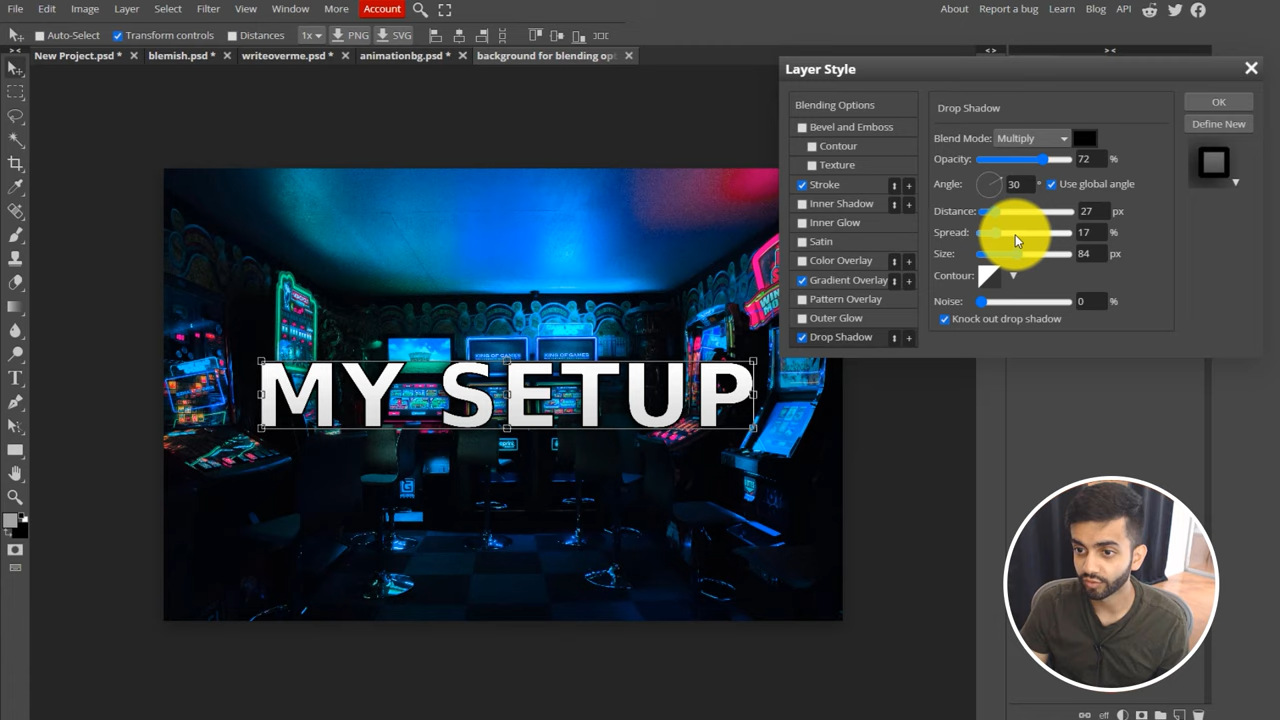 File Edit Image Layer Select Filter View Window More Account About Report a bug Learn Blog API
Auto-Select Transform controls Distances 1x PNG SVG
New Project.psd * blemish.psd * writeoverme.psd * animationbg.psd * background for blending opt
Layer Style
Blending Options
Bevel and Emboss
Contour
Texture
Stroke
Inner Shadow
Inner Glow
Satin
Color Overlay
Gradient Overlay
Pattern Overlay
Outer Glow
Drop Shadow
Drop Shadow
Blend Mode: Multiply
Opacity: 72 %
Angle: 30 ° Use global angle
Distance: 27 px
Spread: 17 %
Size: 84 px
Contour:
Noise: 0 %
Knock out drop shadow
OK
Define New
KING OF GAMES KING OF GAMES
MY SETUP
eff